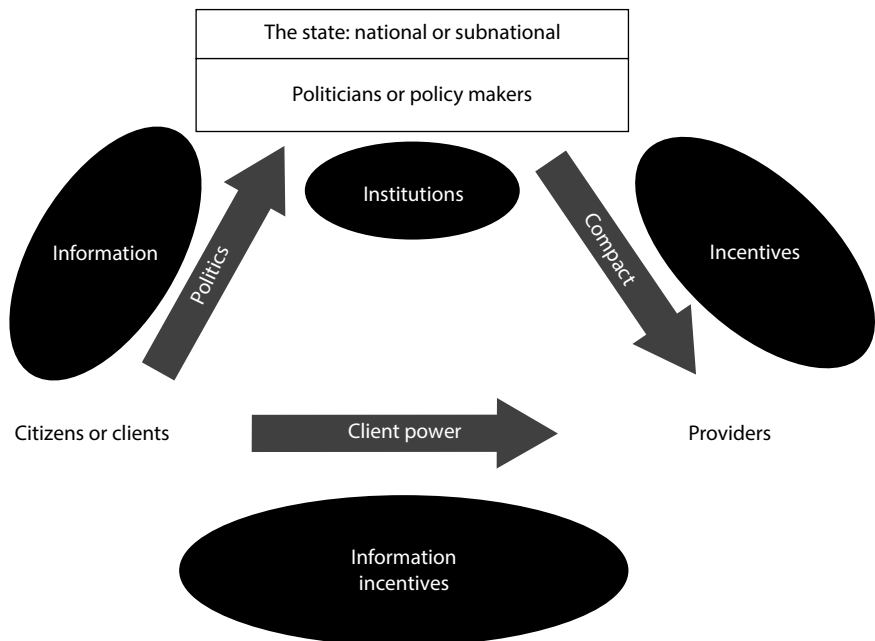 The state: national or subnational
Politicians or policy makers
Institutions
Information
Politics
Compact
Incentives
Citizens or clients
Client power
Providers
Information
incentives